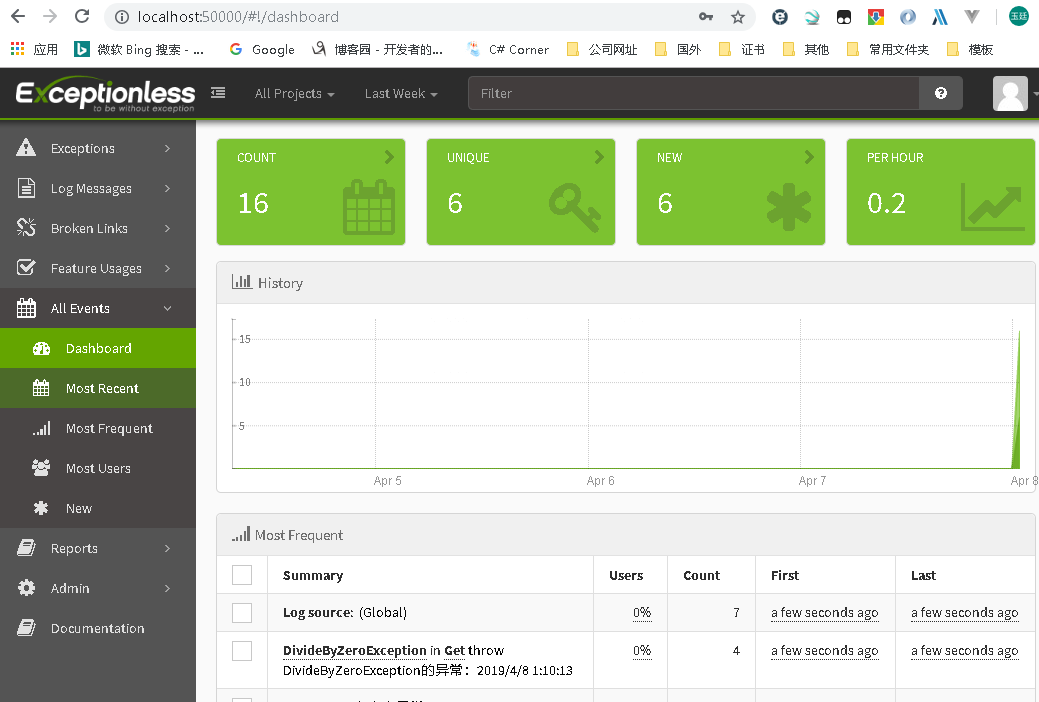 localhost:50000/#!/dashboard
玉廷
应用 微软 Bing 搜索 - ... Google 博客园 - 开发者的... C# Corner 公司网址 国外 证书 其他 常用文件夹 模板
Exceptionless
to be without exception
All Projects Last Week Filter
Exceptions
Log Messages
Broken Links
Feature Usages
All Events
Dashboard
Most Recent
Most Frequent
Most Users
New
Reports
Admin
Documentation
COUNT UNIQUE NEW PER HOUR
16 6 6 0.2
History
15
10
5
Apr 5 Apr 6 Apr 7 Apr 8
Most Frequent
Summary Users Count First Last
Log source: (Global) 0% 7 a few seconds ago a few seconds ago
DivideByZeroException in Get throw 0% 4 a few seconds ago a few seconds ago
DivideByZeroException的异常：2019/4/8 1:10:13